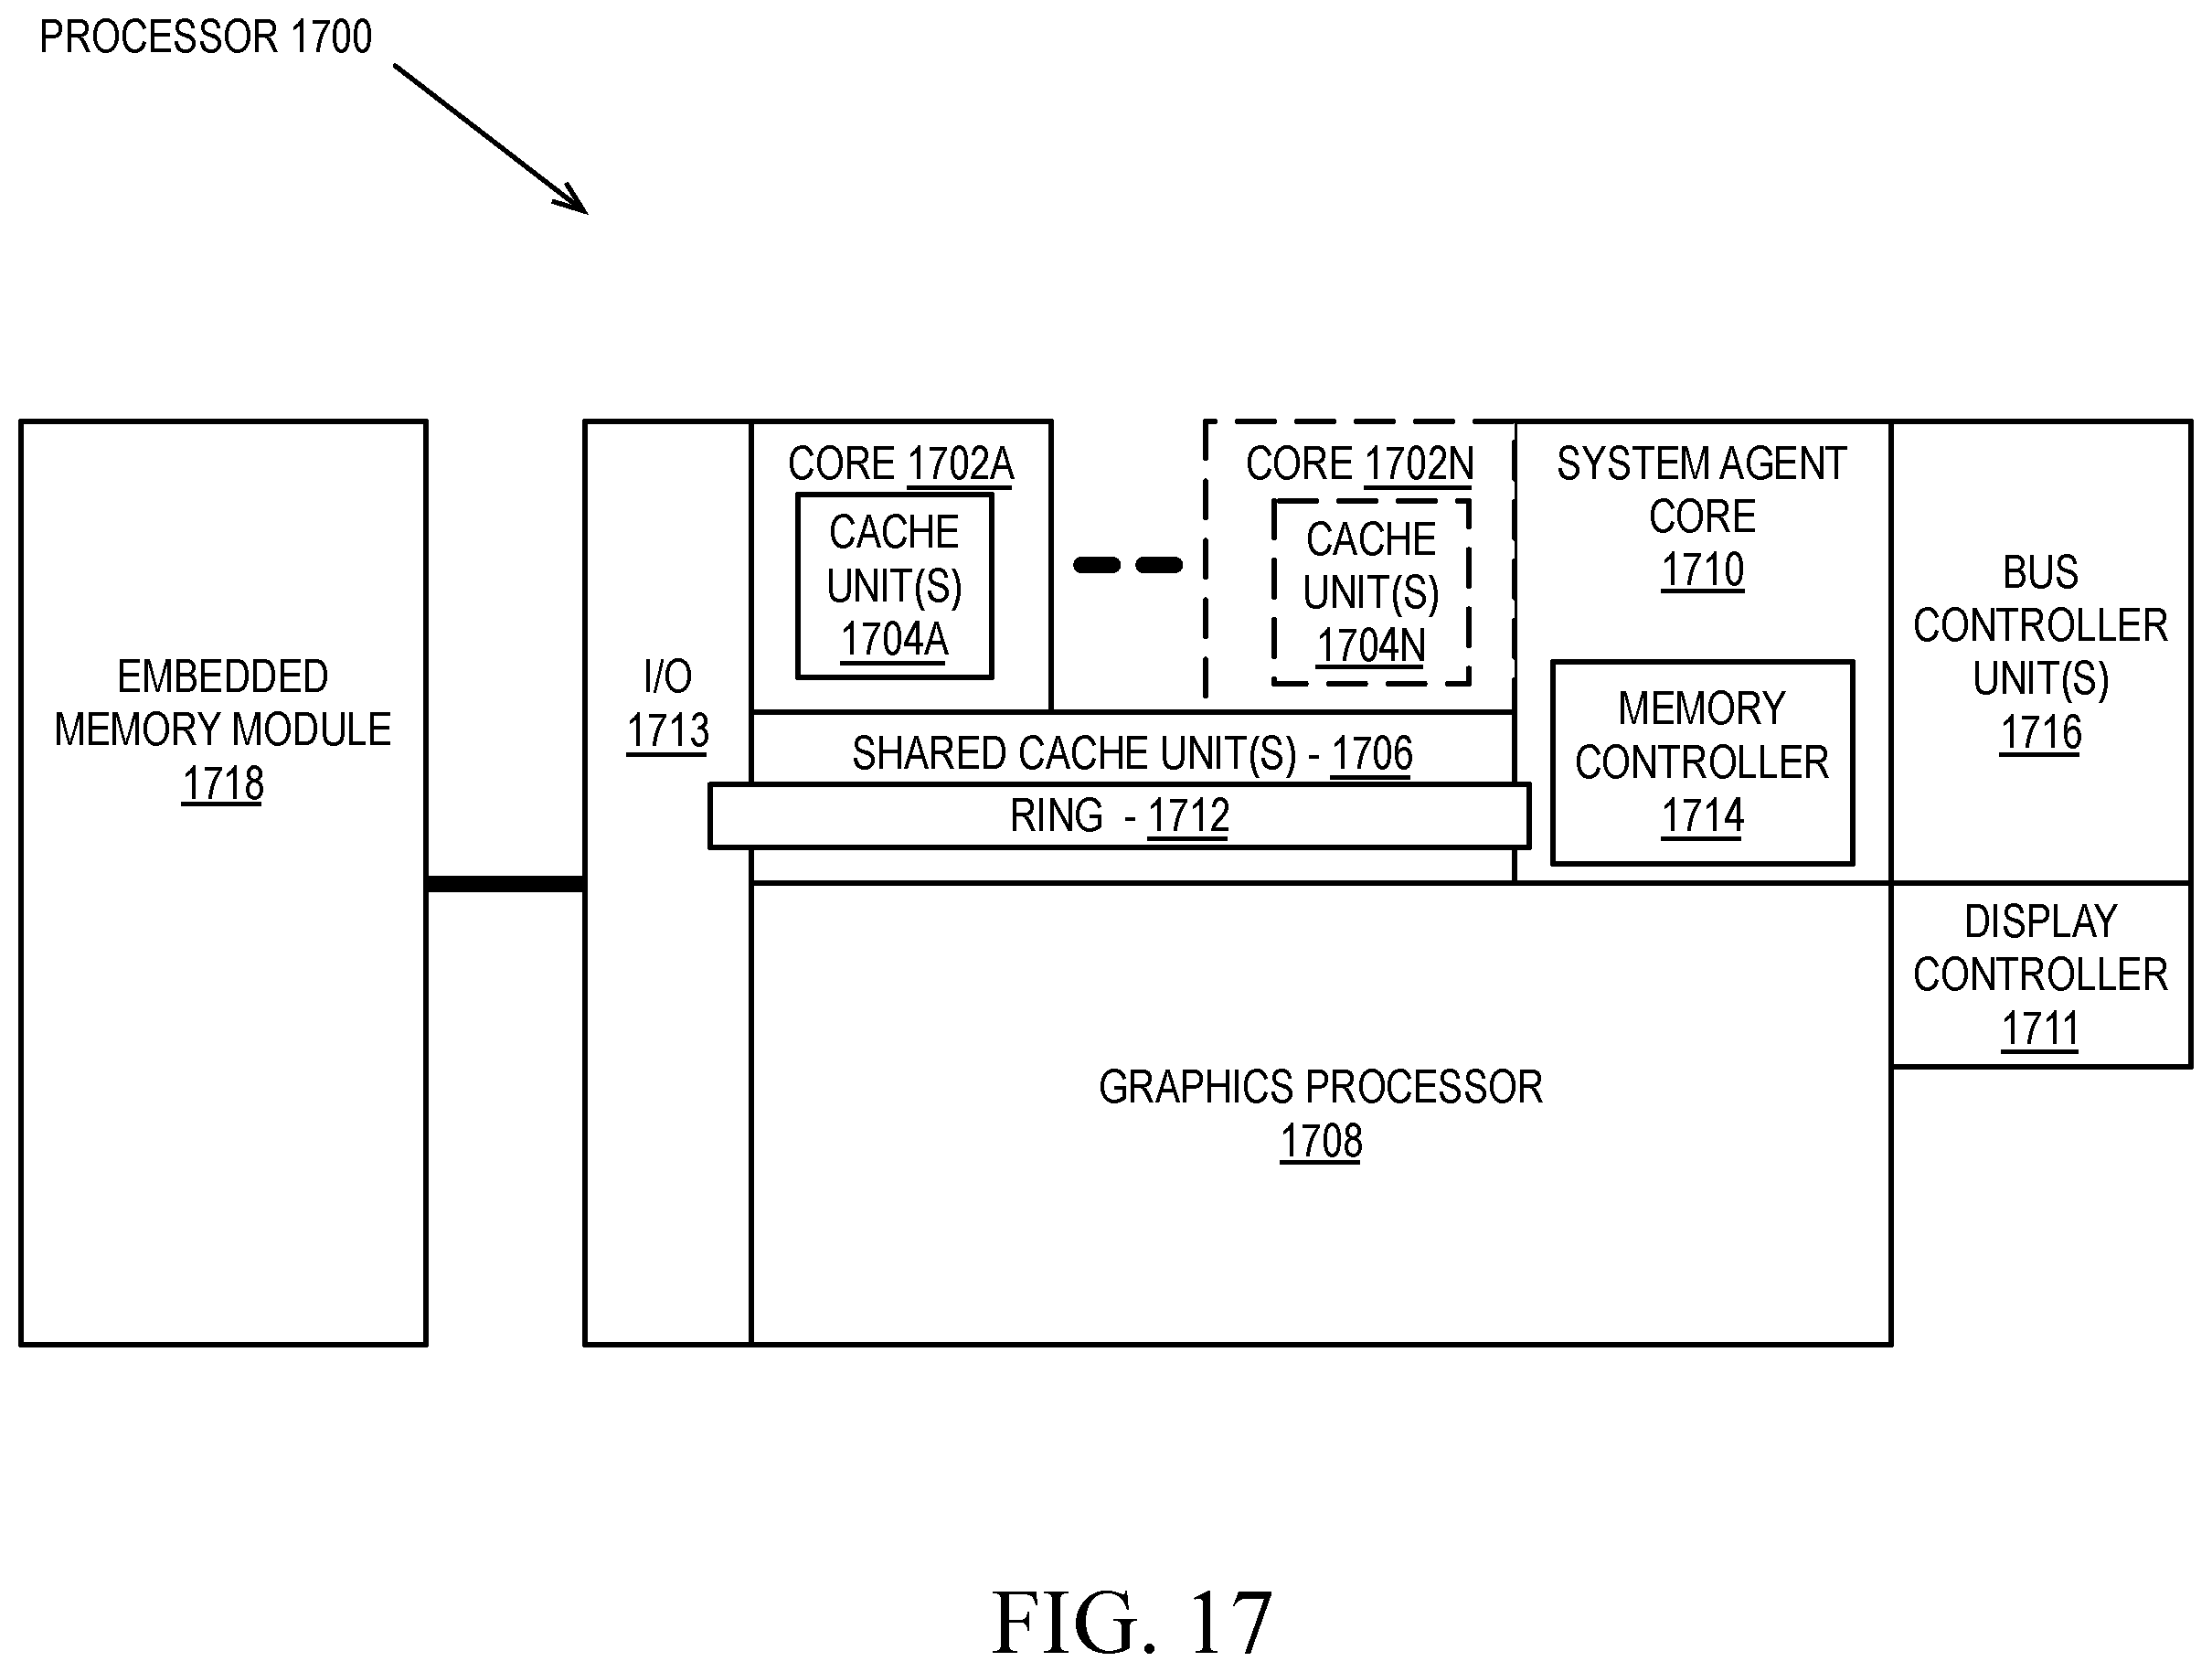 PROCESSOR 1700
EMBEDDED
MEMORY MODULE
1718
I/O
1713
CORE 1702A
CACHE
UNIT(S)
1704A
CORE 1702N
CACHE
UNIT(S)
1704N
SYSTEM AGENT
CORE
1710
MEMORY
CONTROLLER
1714
BUS
CONTROLLER
UNIT(S)
1716
SHARED CACHE UNIT(S) - 1706
RING - 1712
DISPLAY
CONTROLLER
1711
GRAPHICS PROCESSOR
1708
FIG. 17